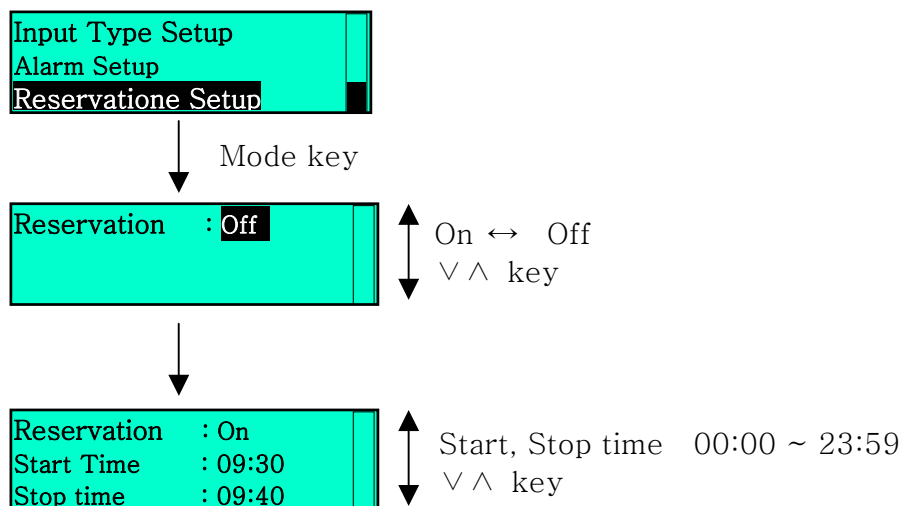 Input Type Setup
Alarm Setup
Reservatione Setup
Mode key
Reservation : Off
On ↔ Off
∨∧ key
Reservation : On
Start Time : 09:30
Stop time : 09:40
Start, Stop time 00:00 ~ 23:59
∨∧ key